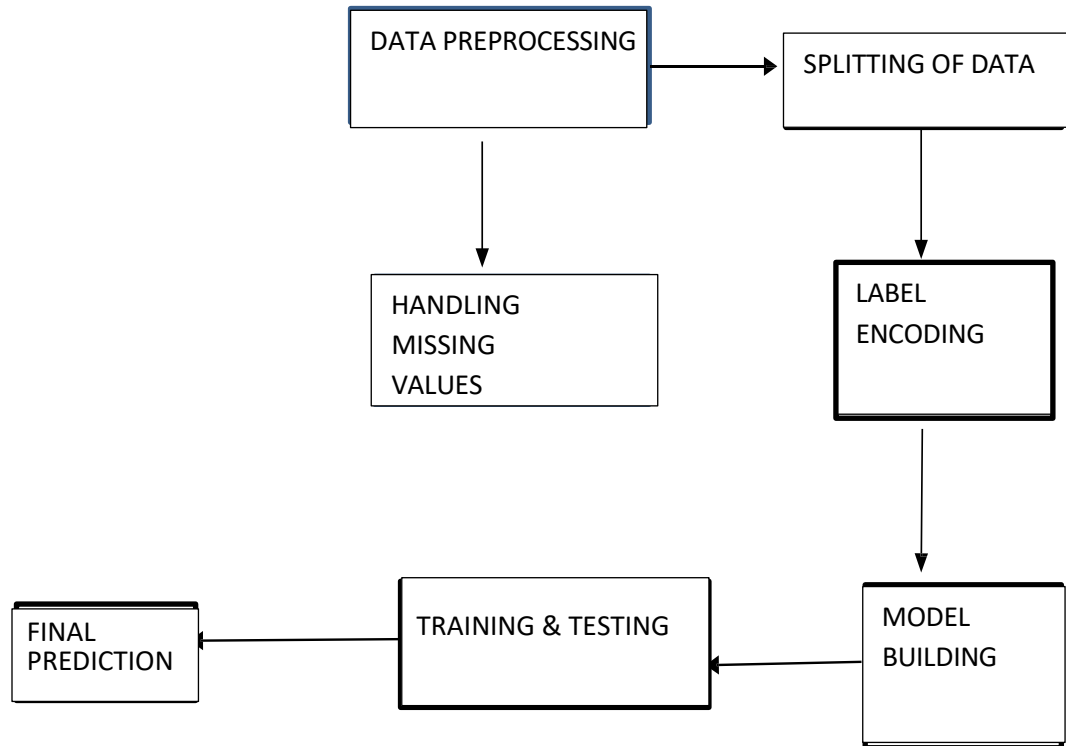 DATA PREPROCESSING
SPLITTING OF DATA
HANDLING
MISSING
VALUES
LABEL
ENCODING
FINAL
PREDICTION
TRAINING & TESTING
MODEL
BUILDING